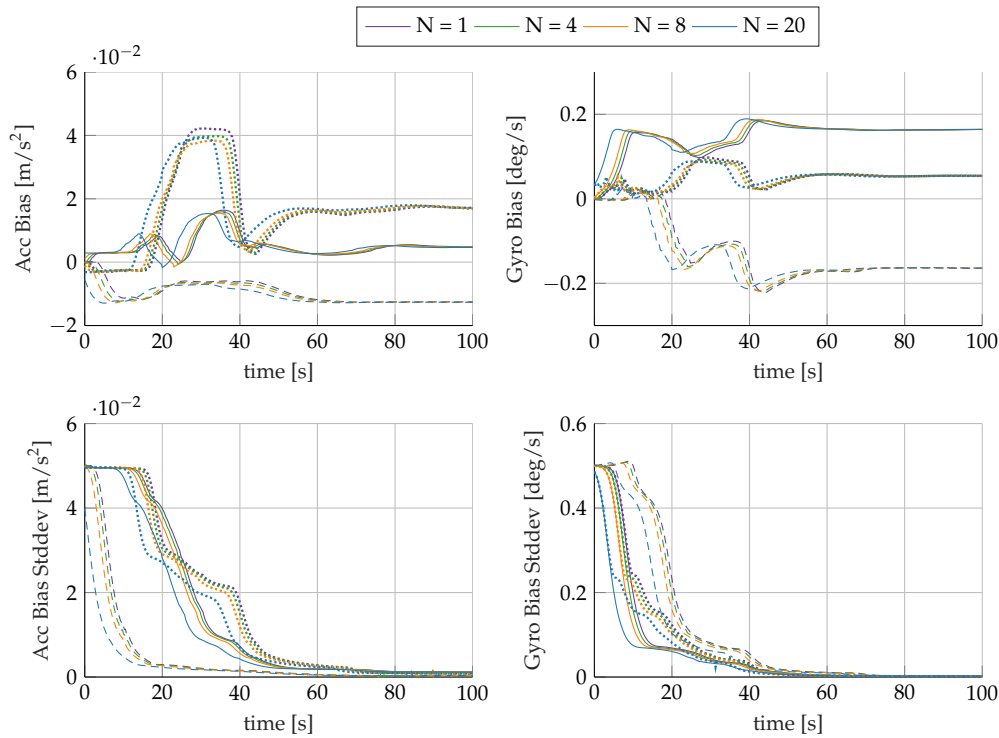 N = 1 N = 4 N = 8 N = 20
·10⁻²
6
4
2
0
−2
Acc Bias [m/s²]
0 20 40 60 80 100
time [s]
0.2
0
−0.2
Gyro Bias [deg/s]
0 20 40 60 80 100
time [s]
·10⁻²
6
4
2
0
Acc Bias Stddev [m/s²]
0 20 40 60 80 100
time [s]
0.6
0.4
0.2
0
Gyro Bias Stddev [deg/s]
0 20 40 60 80 100
time [s]